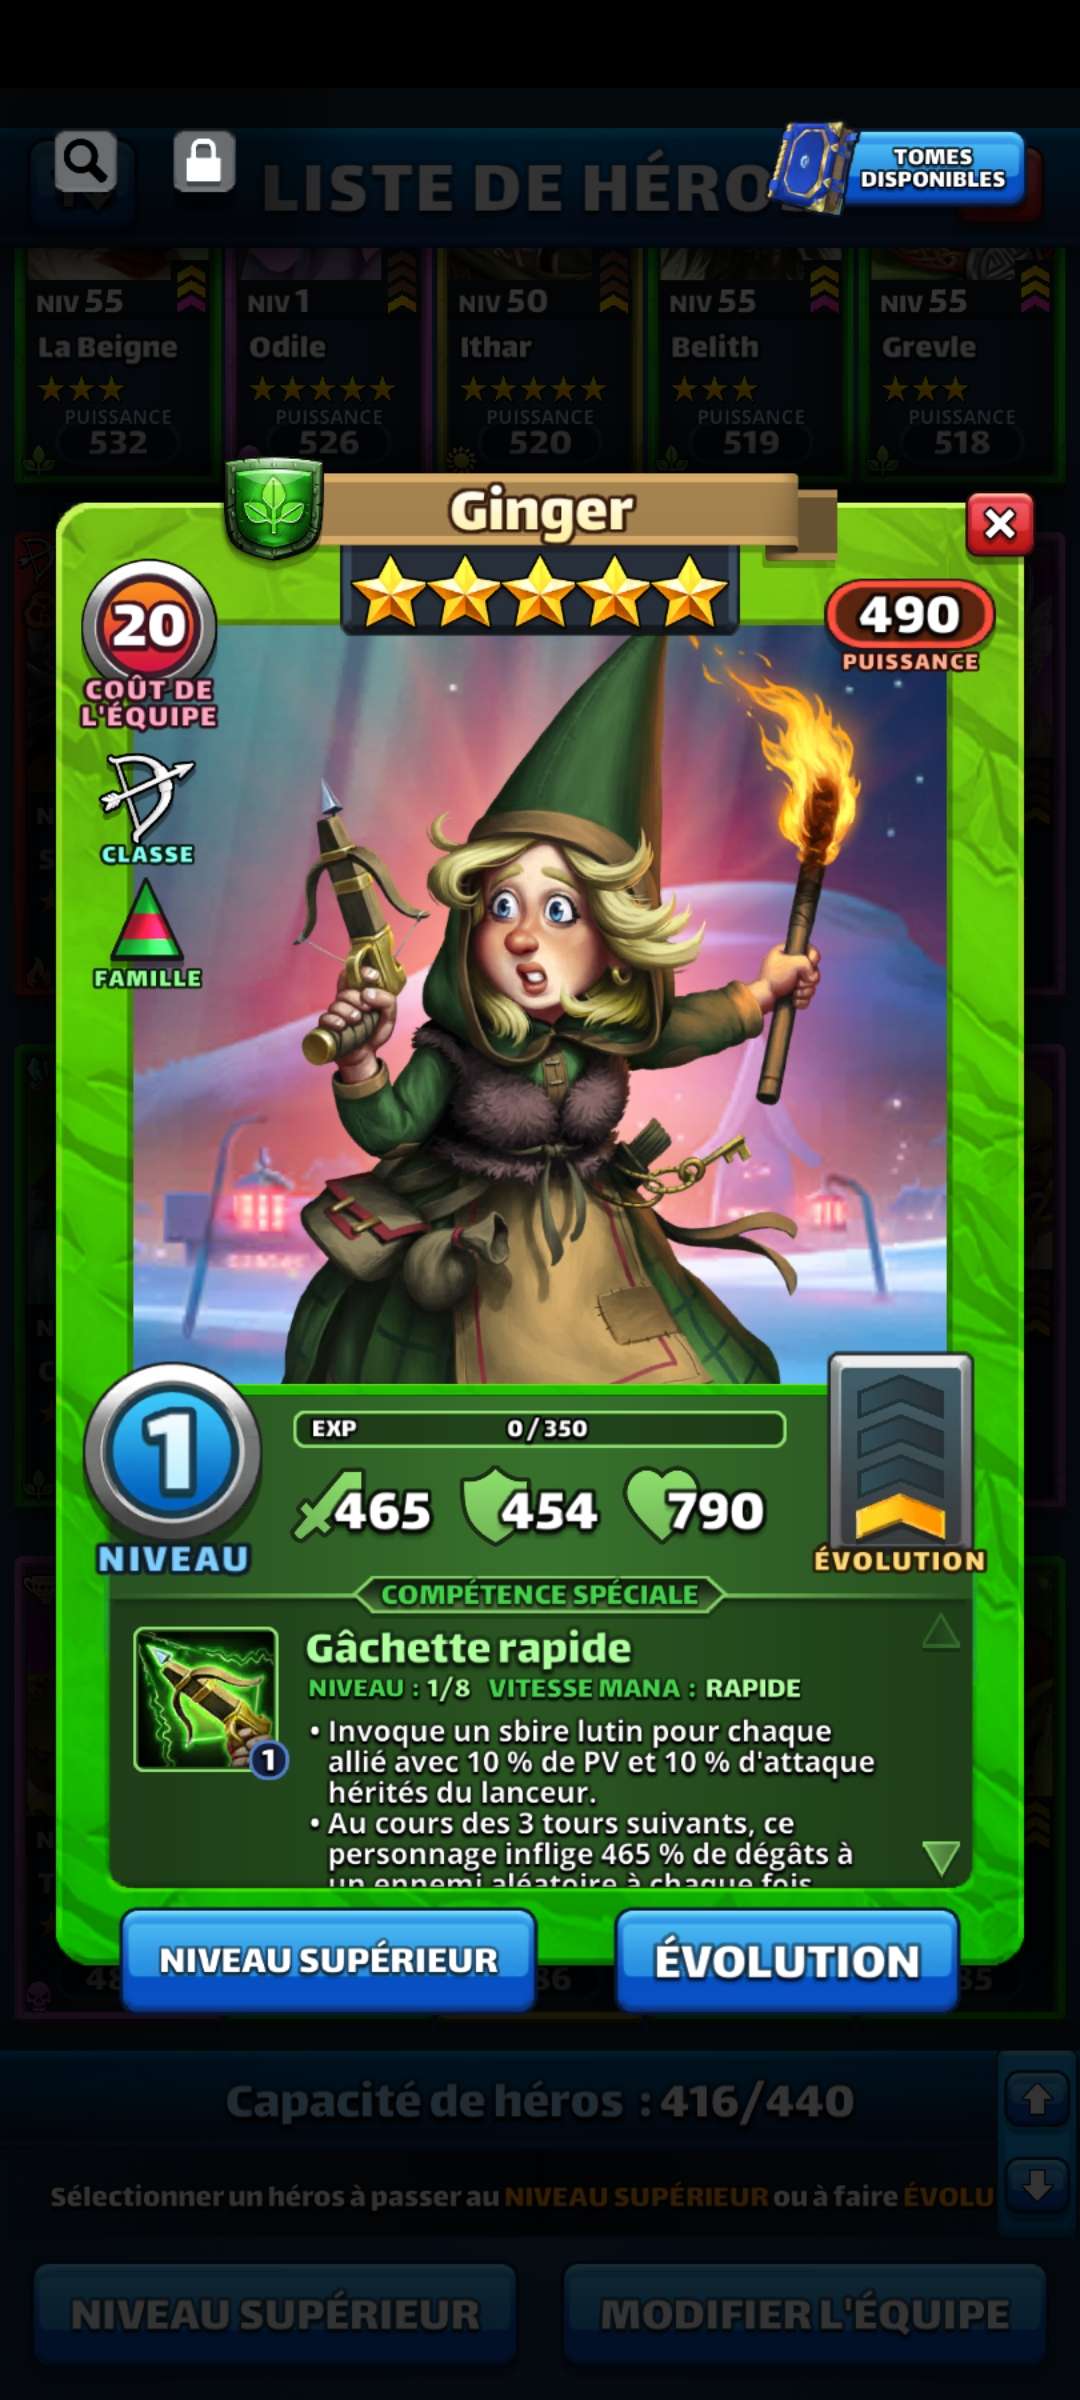 LISTE DE HÉRO
TOMES
DISPONIBLES
NIV 55
NIV 1
NIV 50
NIV 55
NIV 55
La Beigne
Odile
Ithar
Belith
Grevle
PUISSANCE
PUISSANCE
PUISSANCE
PUISSANCE
PUISSANCE
532
526
520
519
518
Ginger
20
COÛT DE
L'ÉQUIPE
490
PUISSANCE
CLASSE
FAMILLE
1
NIVEAU
EXP
0/350
465
454
790
ÉVOLUTION
COMPÉTENCE SPÉCIALE
Gâchette rapide
NIVEAU : 1/8 VITESSE MANA : RAPIDE
1
• Invoque un sbire lutin pour chaque
allié avec 10 % de PV et 10 % d'attaque
hérités du lanceur.
• Au cours des 3 tours suivants, ce
personnage inflige 465 % de dégâts à
un ennemi aléatoire à chaque fois
NIVEAU SUPÉRIEUR
ÉVOLUTION
Capacité de héros : 416/440
Sélectionner un héros à passer au NIVEAU SUPÉRIEUR ou à faire ÉVOLU
NIVEAU SUPÉRIEUR
MODIFIER L'ÉQUIPE